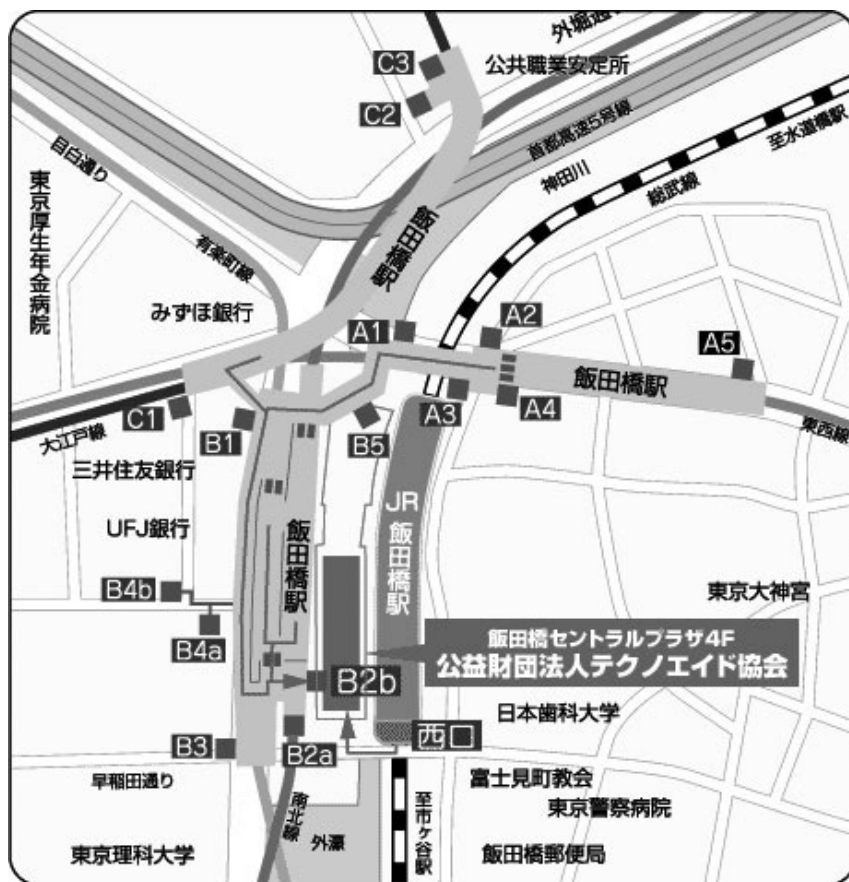 外堀通
C3
公共職業安定所
C2
首都高速5号線
至水道橋駅
神田川
総武線
目白通り
東京厚生年金病院
有楽町線
飯田橋駅
みずほ銀行
A1
A2
A5
飯田橋駅
C1
B1
B5
A3
A4
大江戸線
東西線
三井住友銀行
UFJ銀行
JR
飯田橋駅
飯田橋駅
B4b
東京大神宮
B4a
飯田橋セントラルプラザ4F
公益財団法人テクノエイド協会
B2b
日本歯科大学
B3
B2a
西口
早稲田通り
南北線
富士見町教会
東京警察病院
至市ヶ谷駅
東京理科大学
外濠
飯田橋郵便局